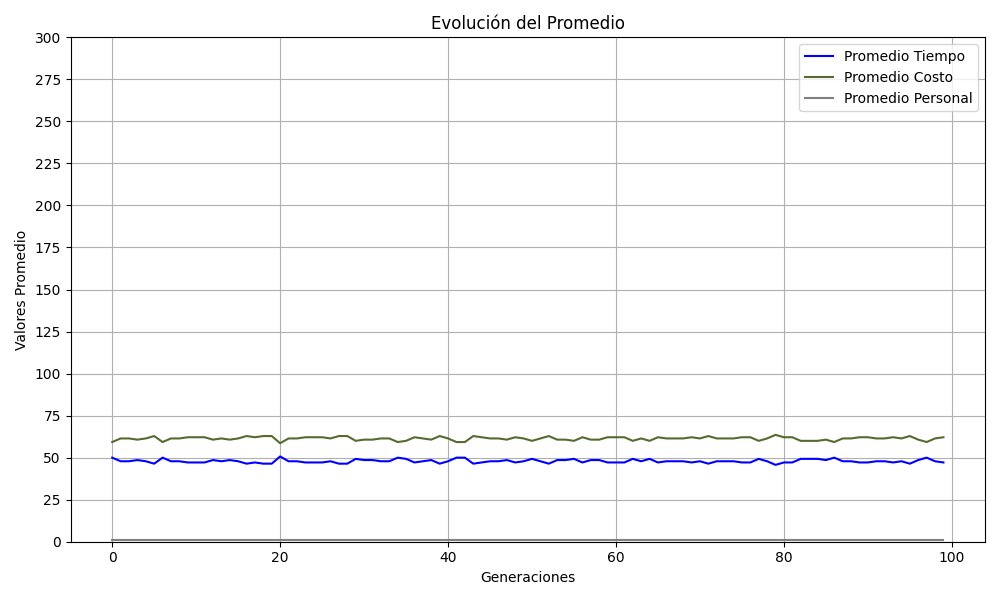 Evolución del Promedio
Promedio Tiempo
Promedio Costo
Promedio Personal
Valores Promedio
300
275
250
225
200
175
150
125
100
75
50
25
0
0 20 40 60 80 100
Generaciones